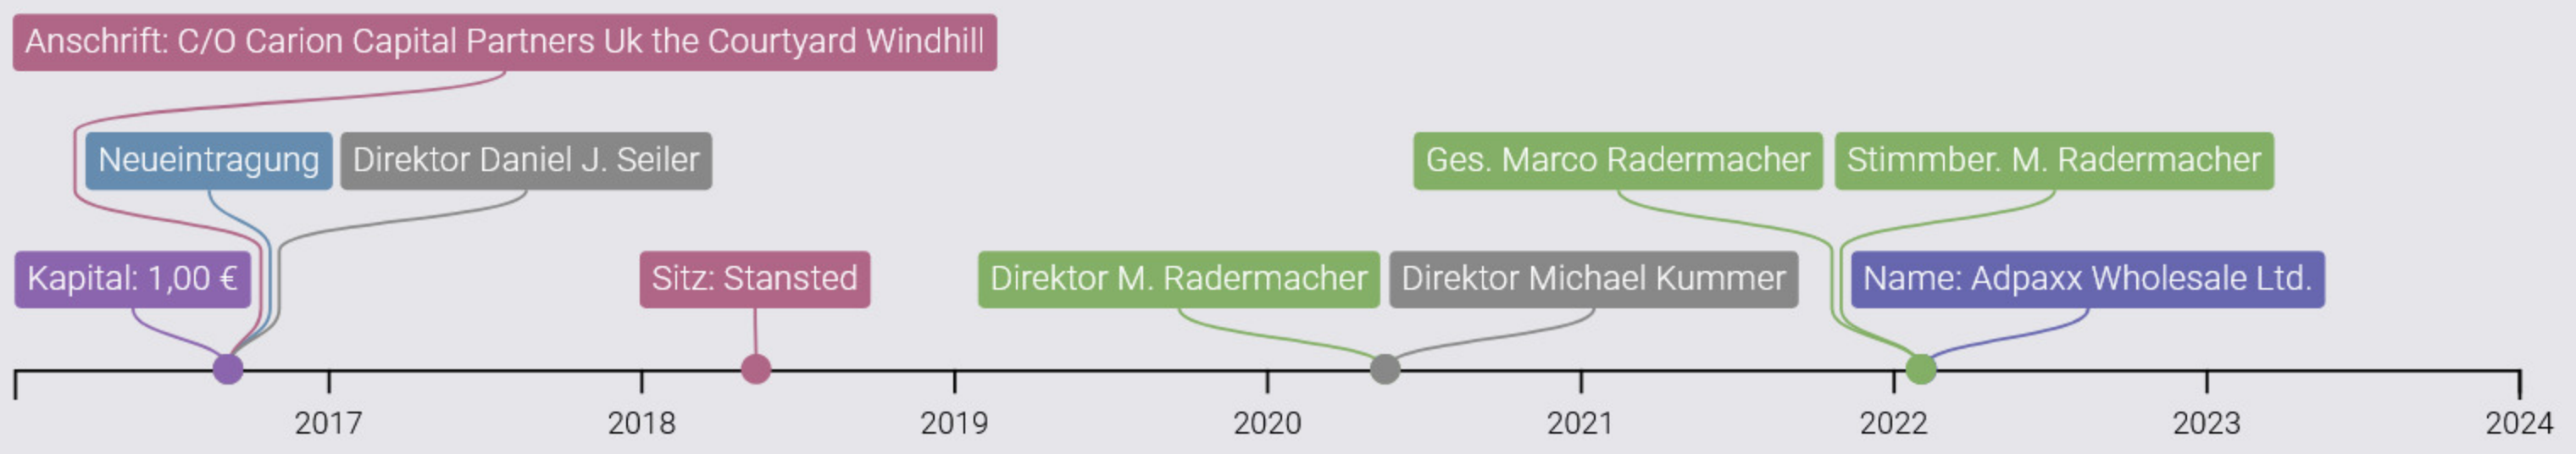 Anschrift: C/O Carion Capital Partners Uk the Courtyard Windhill
Neueintragung
Direktor Daniel J. Seiler
Ges. Marco Radermacher
Stimmber. M. Radermacher
Kapital: 1,00 €
Sitz: Stansted
Direktor M. Radermacher
Direktor Michael Kummer
Name: Adpaxx Wholesale Ltd.
2017
2018
2019
2020
2021
2022
2023
2024